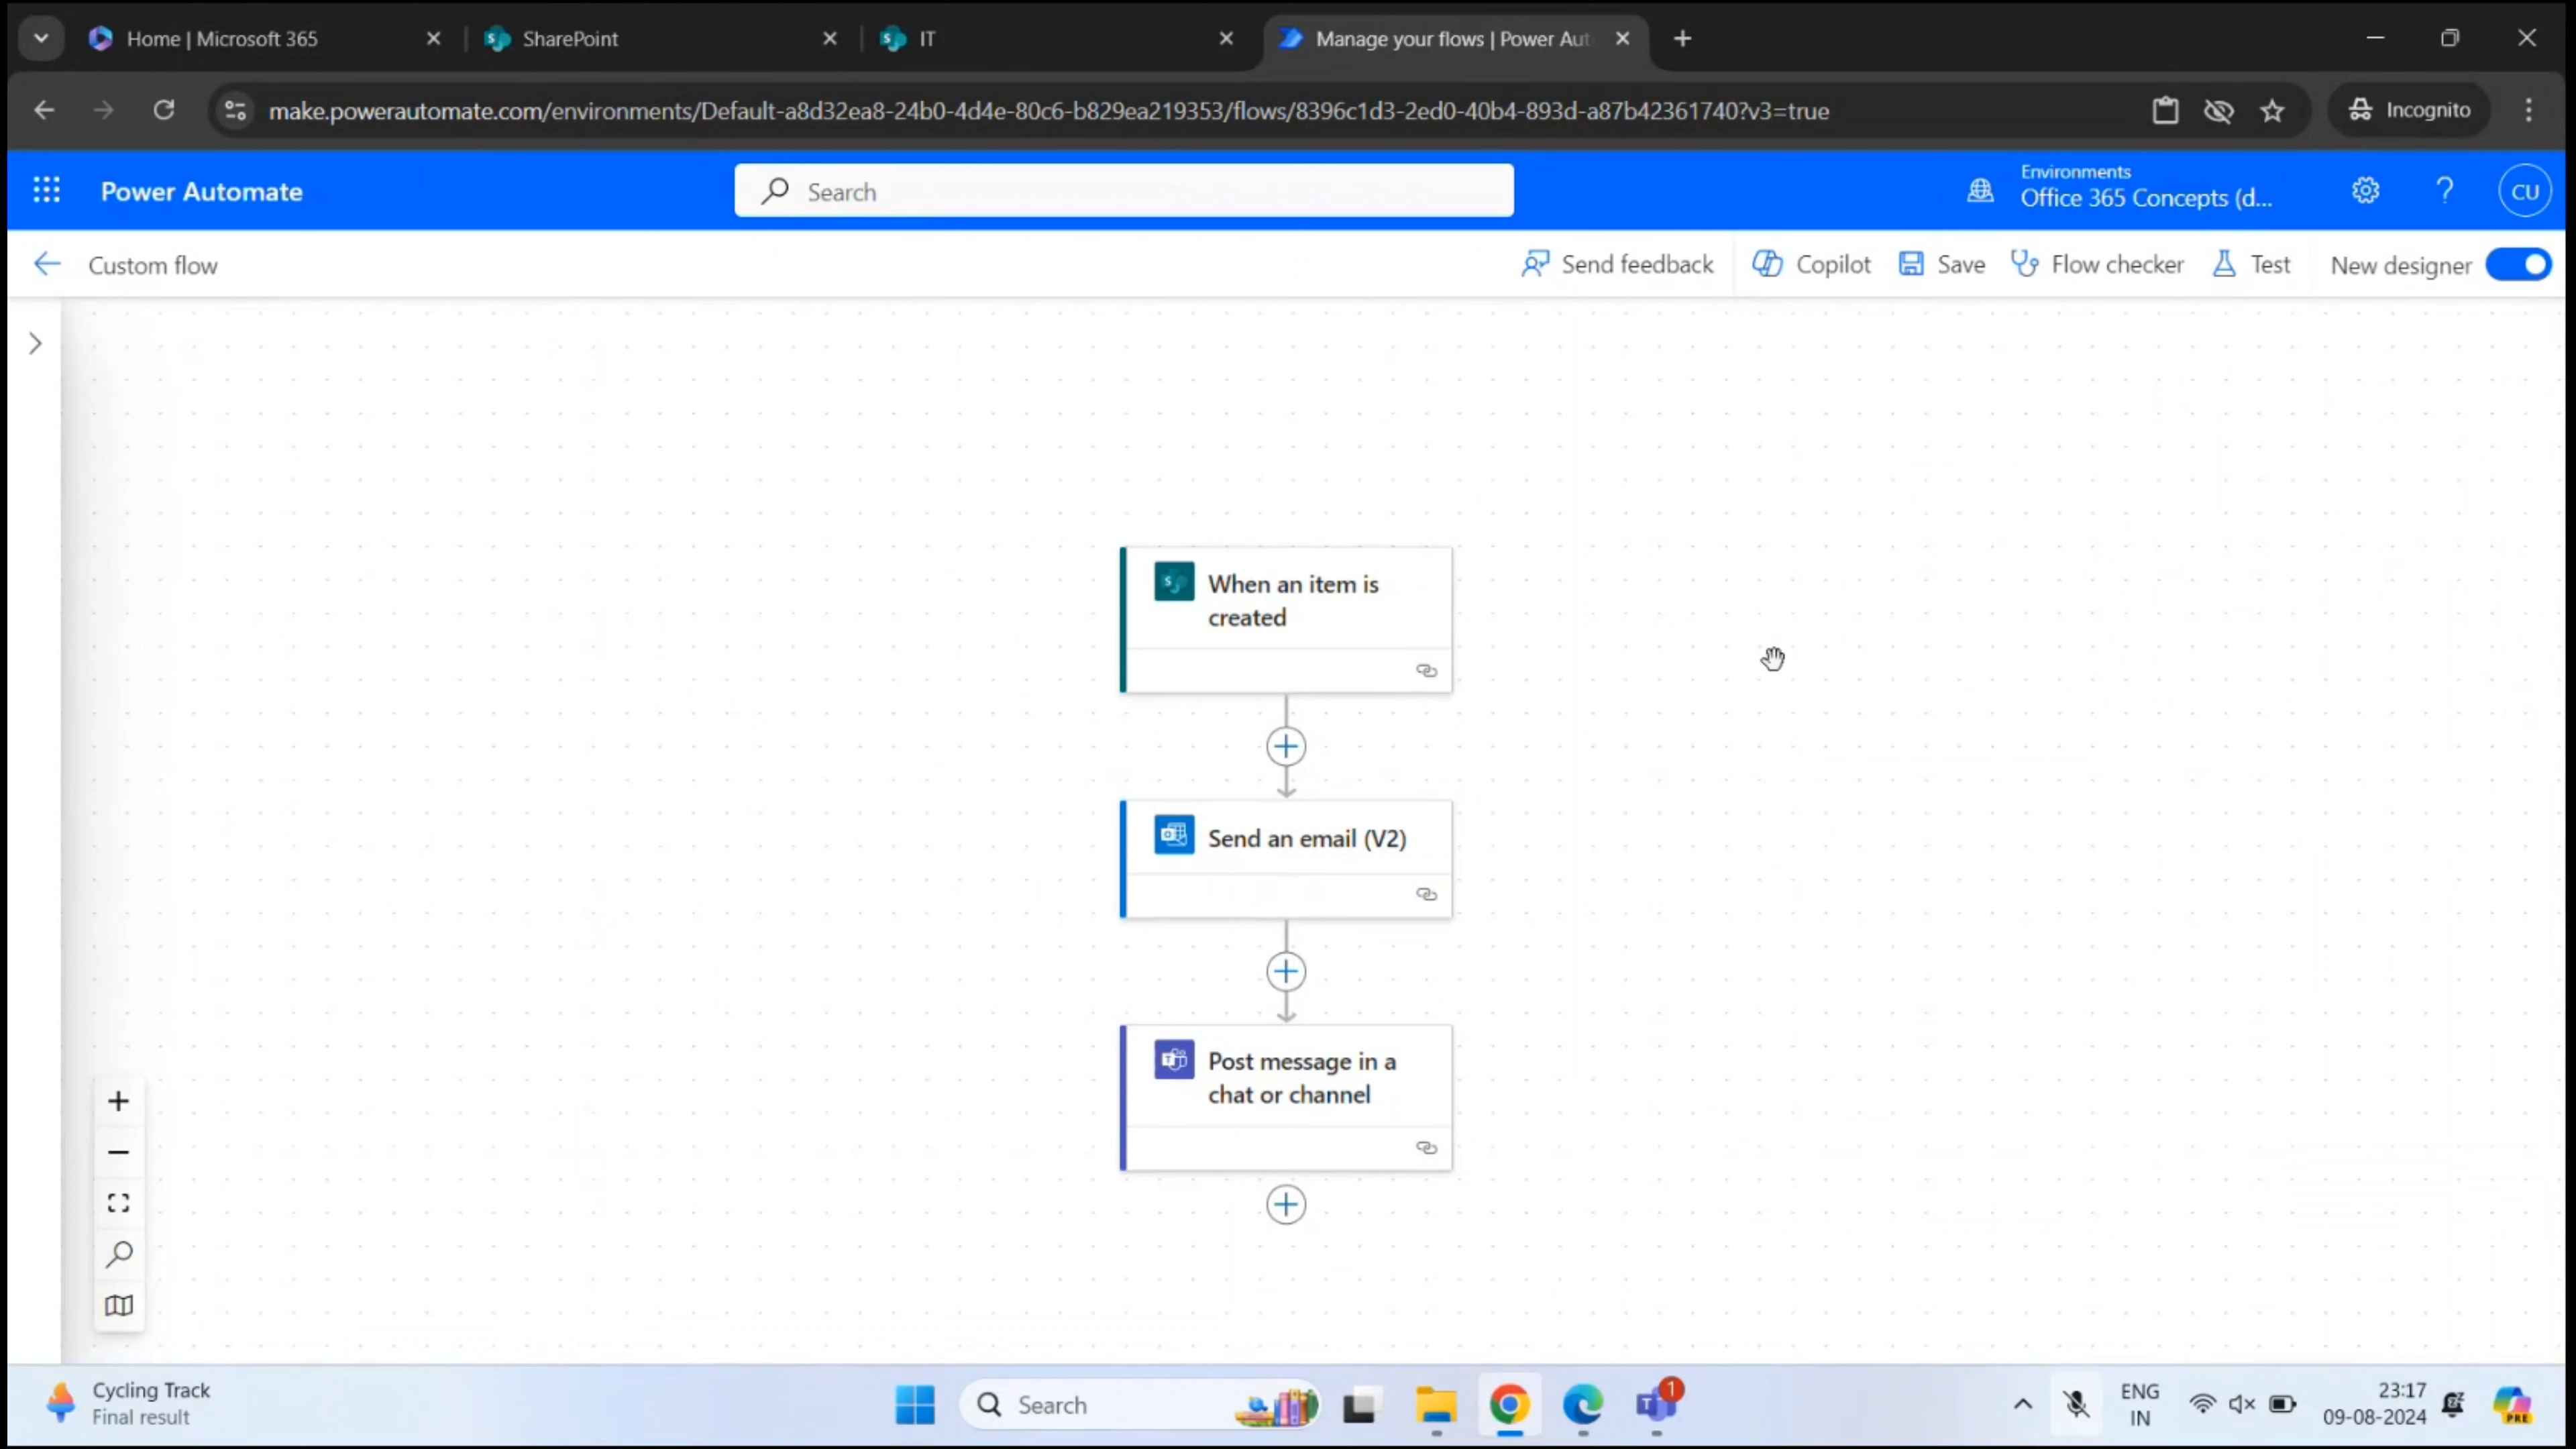 Home | Microsoft 365
SharePoint
IT
Manage your flows | Power Aut
make.powerautomate.com/environments/Default-a8d32ea8-24b0-4d4e-80c6-b829ea219353/flows/8396c1d3-2ed0-40b4-893d-a87b42361740?v3=true
Incognito
Power Automate
Search
Environments
Office 365 Concepts (d...
CU
Custom flow
Send feedback
Copilot
Save
Flow checker
Test
New designer
When an item is
created
Send an email (V2)
Post message in a
chat or channel
Cycling Track
Final result
Search
1
ENG
IN
23:17
09-08-2024
PRE